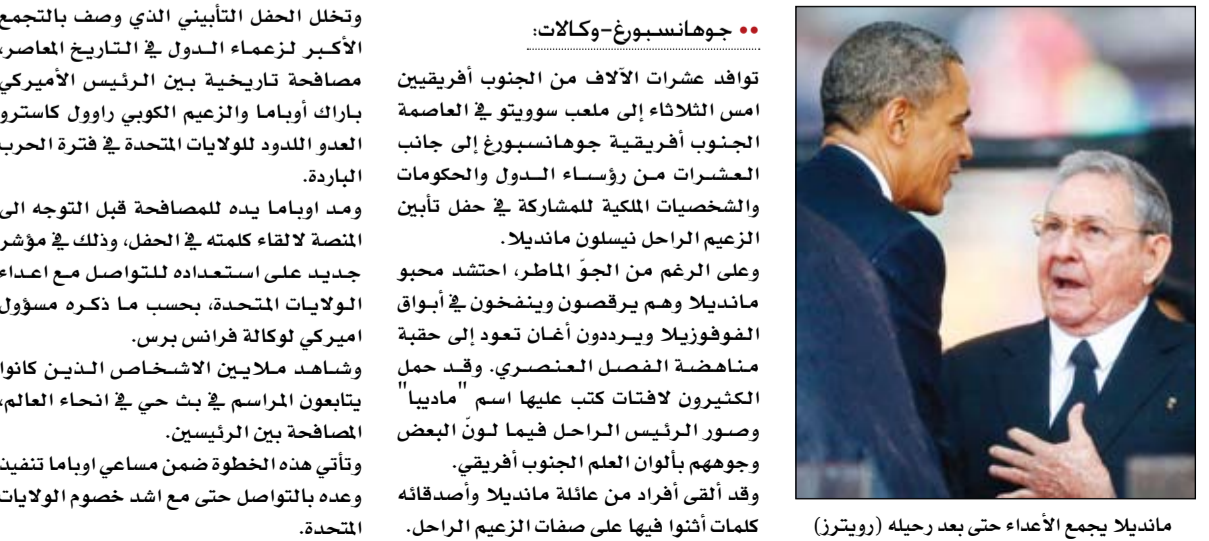 •• جوهانسبورغ-وكالات:
توافد عشرات الآلاف من الجنوب أفريقيين
امس الثلاثاء إلى ملعب سوويتو في العاصمة
الجنوب أفريقية جوهانسبورغ إلى جانب
العشرات من رؤساء الدول والحكومات
والشخصيات الملكية للمشاركة في حفل تأبين
الزعيم الراحل نيسلون مانديلا.
وعلى الرغم من الجوّ الماطر، احتشد محبو
مانديلا وهم يرقصون وينفخون في أبواق
الفوفوزيلا ويرددون أغان تعود إلى حقبة
مناهضة الفصل العنصري. وقد حمل
الكثيرون لافتات كتب عليها اسم "ماديبا"
وصور الرئيس الراحل فيما لونّ البعض
وجوههم بألوان العلم الجنوب أفريقي.
وقد ألقى أفراد من عائلة مانديلا وأصدقائه
كلمات أثنوا فيها على صفات الزعيم الراحل.
وتخلل الحفل التأبيني الذي وصف بالتجمع
الأكبر لزعماء الدول في التاريخ المعاصر،
مصافحة تاريخية بين الرئيس الأميركي
باراك أوباما والزعيم الكوبي راوول كاسترو
العدو اللدود للولايات المتحدة في فترة الحرب
الباردة.
ومد اوباما يده للمصافحة قبل التوجه الى
المنصة لالقاء كلمته في الحفل، وذلك في مؤشر
جديد على استعداده للتواصل مع اعداء
الولايات المتحدة، بحسب ما ذكره مسؤول
اميركي لوكالة فرانس برس.
وشاهد ملايين الاشخاص الذين كانوا
يتابعون المراسم في بث حي في انحاء العالم،
المصافحة بين الرئيسين.
وتأتي هذه الخطوة ضمن مساعي اوباما تنفيذ
وعده بالتواصل حتى مع اشد خصوم الولايات
المتحدة.
مانديلا يجمع الأعداء حتى بعد رحيله (رويترز)